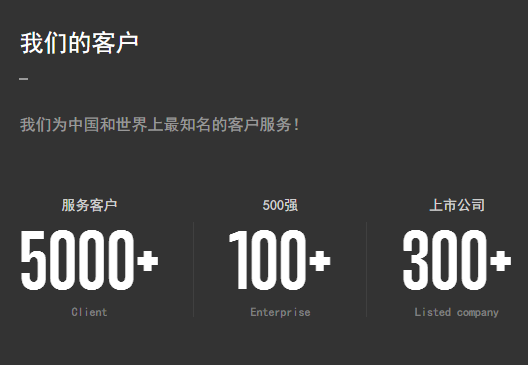 我们的客户
我们为中国和世界上最知名的客户服务！
服务客户 500强 上市公司
5000+ 100+ 300+
Client Enterprise Listed company